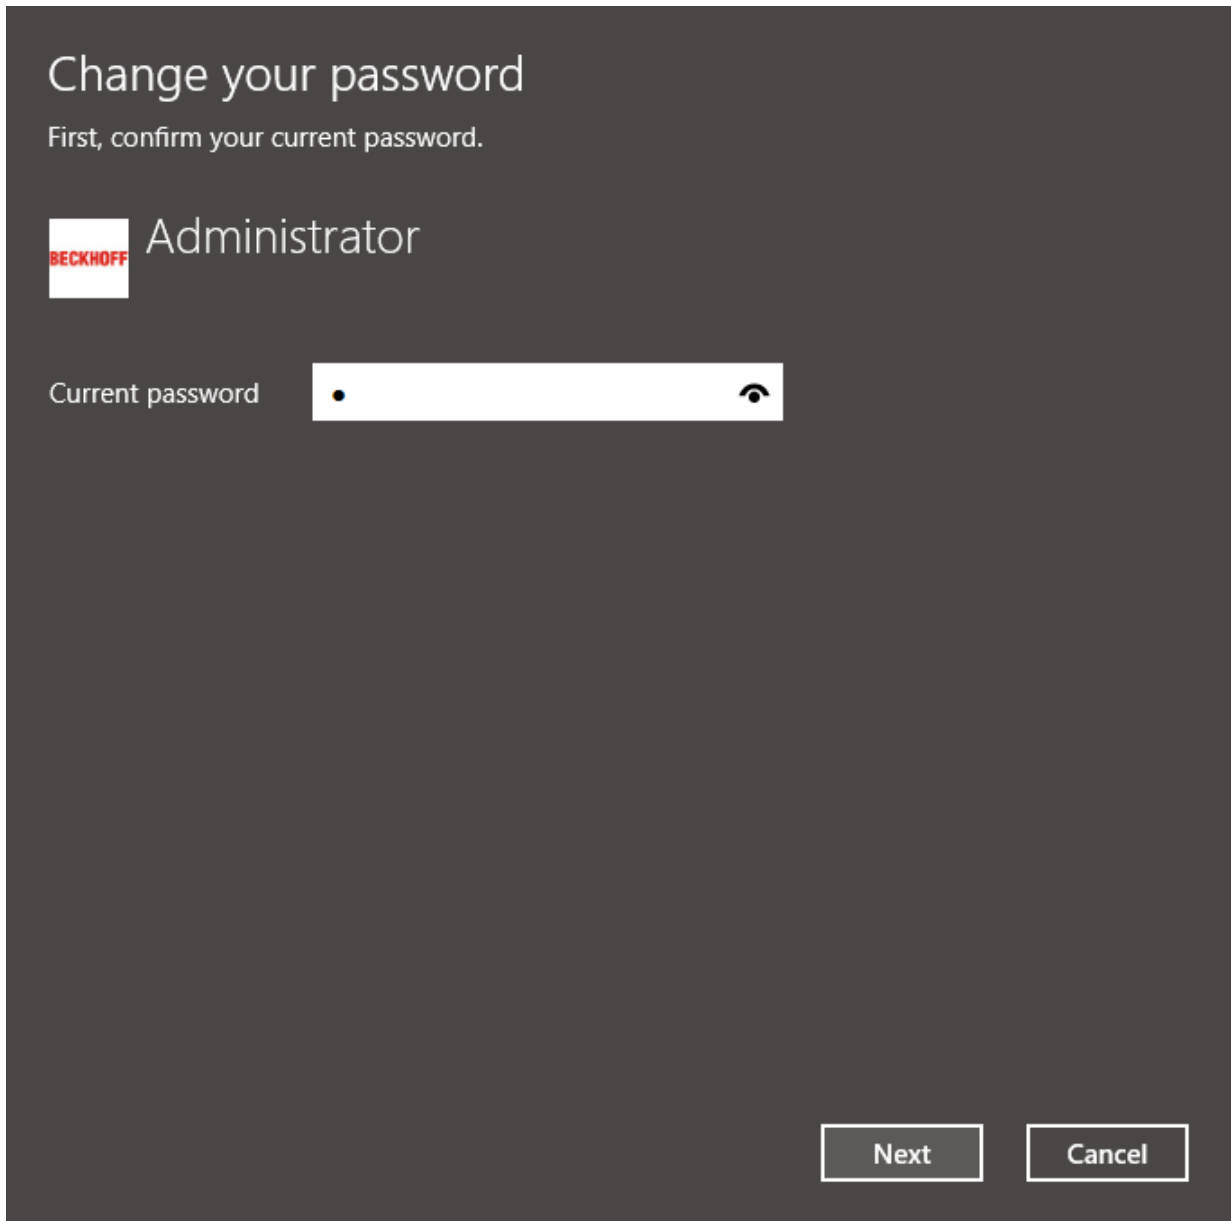 Change your password
First, confirm your current password.
BECKHOFF
Administrator
Current password
Next
Cancel